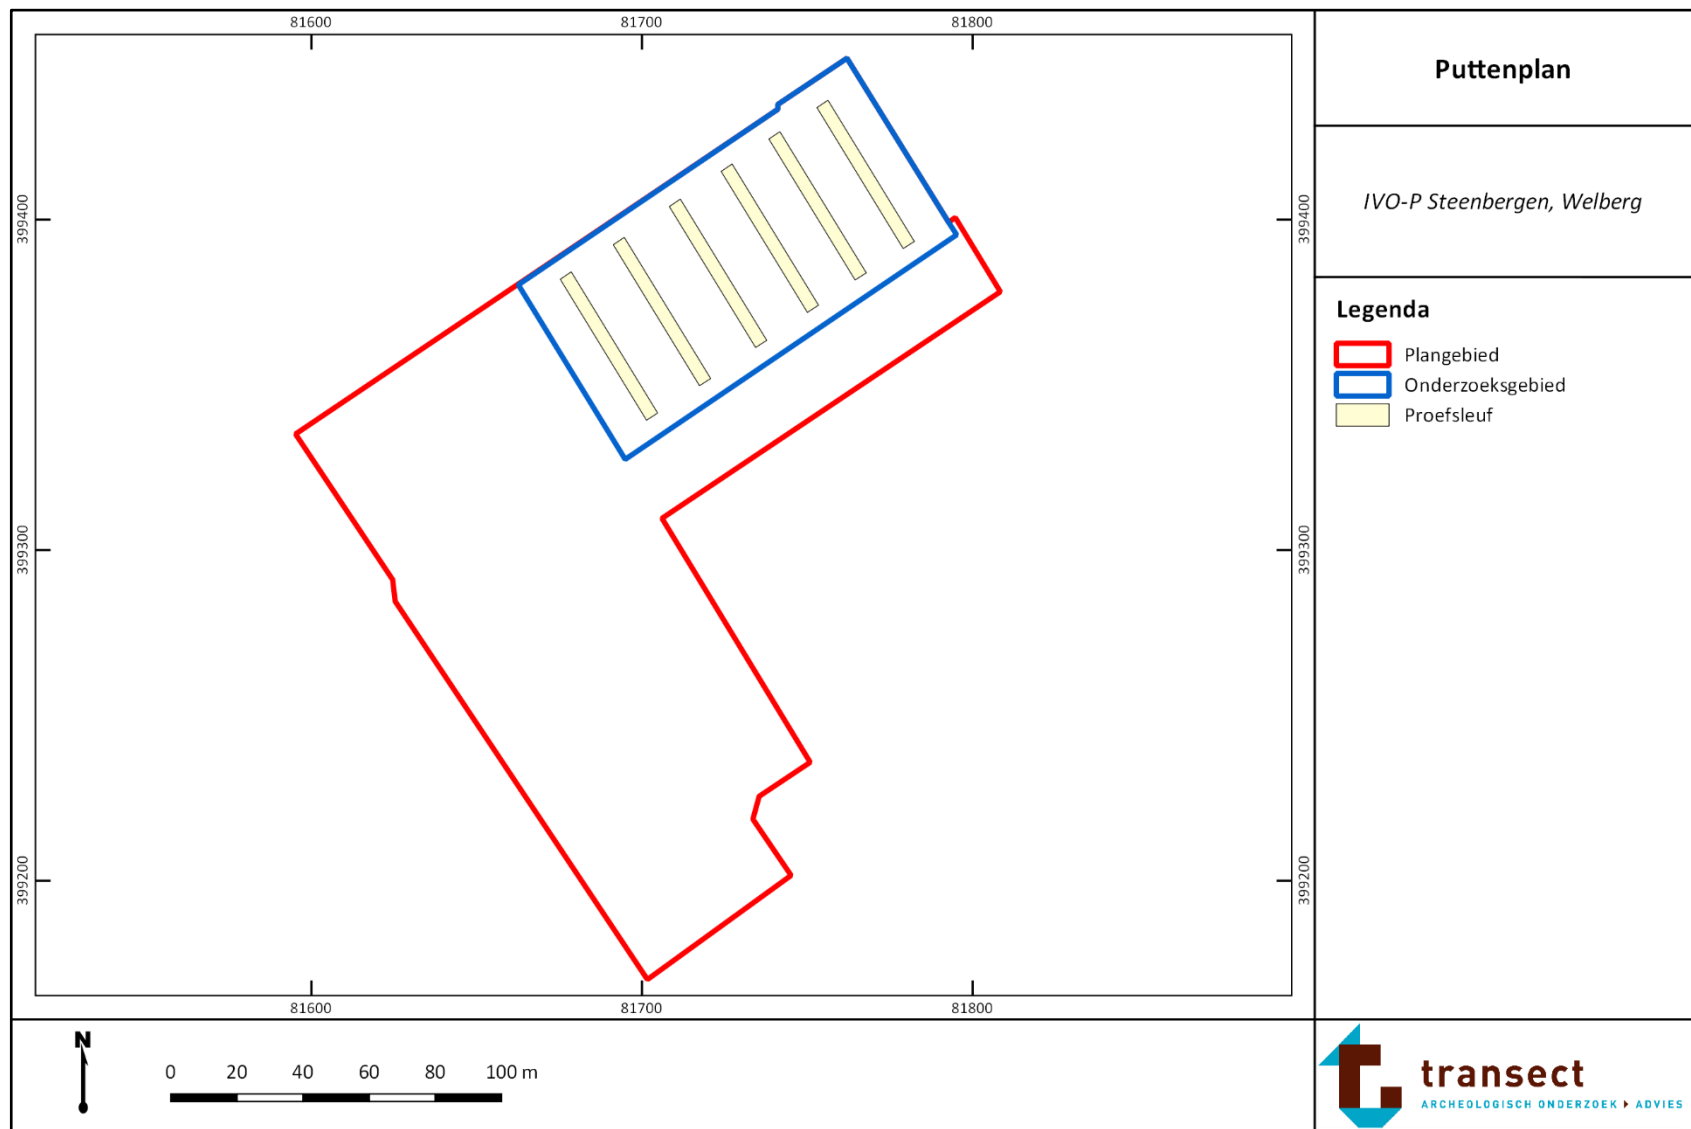 81600 81700 81800
399400 399400
399300 399300
399200 399200
81600 81700 81800
Puttenplan
IVO-P Steenbergen, Welberg
Legenda
Plangebied
Onderzoeksgebied
Proefsleuf
N
0 20 40 60 80 100 m
transect
ARCHEOLOGISCH ONDERZOEK ▸ ADVIES